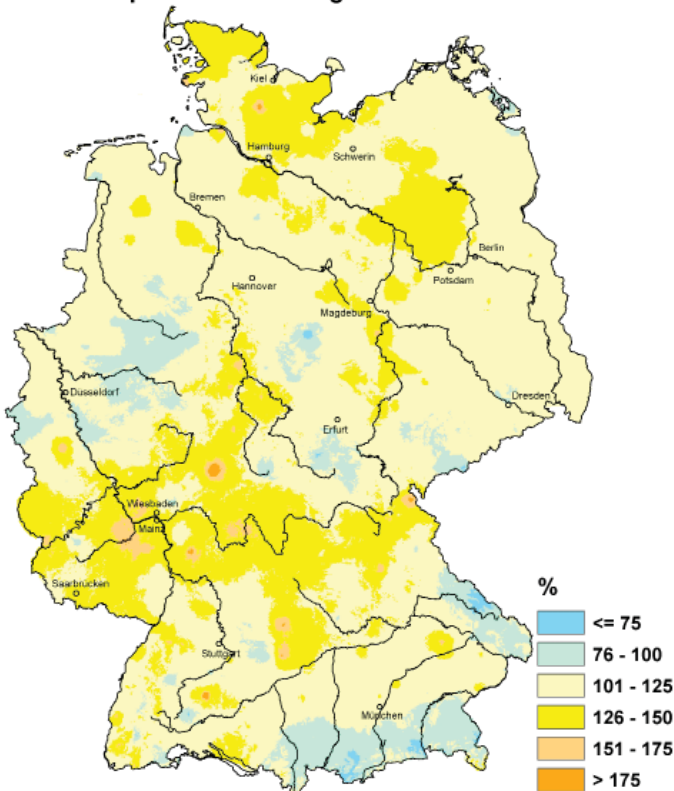 Kiel
Hamburg
Schwerin
Bremen
Berlin
Hannover
Potsdam
Magdeburg
Düsseldorf
Dresden
Erfurt
Wiesbaden
Mainz
Saarbrücken
Stuttgart
München
%
<= 75
76 - 100
101 - 125
126 - 150
151 - 175
> 175